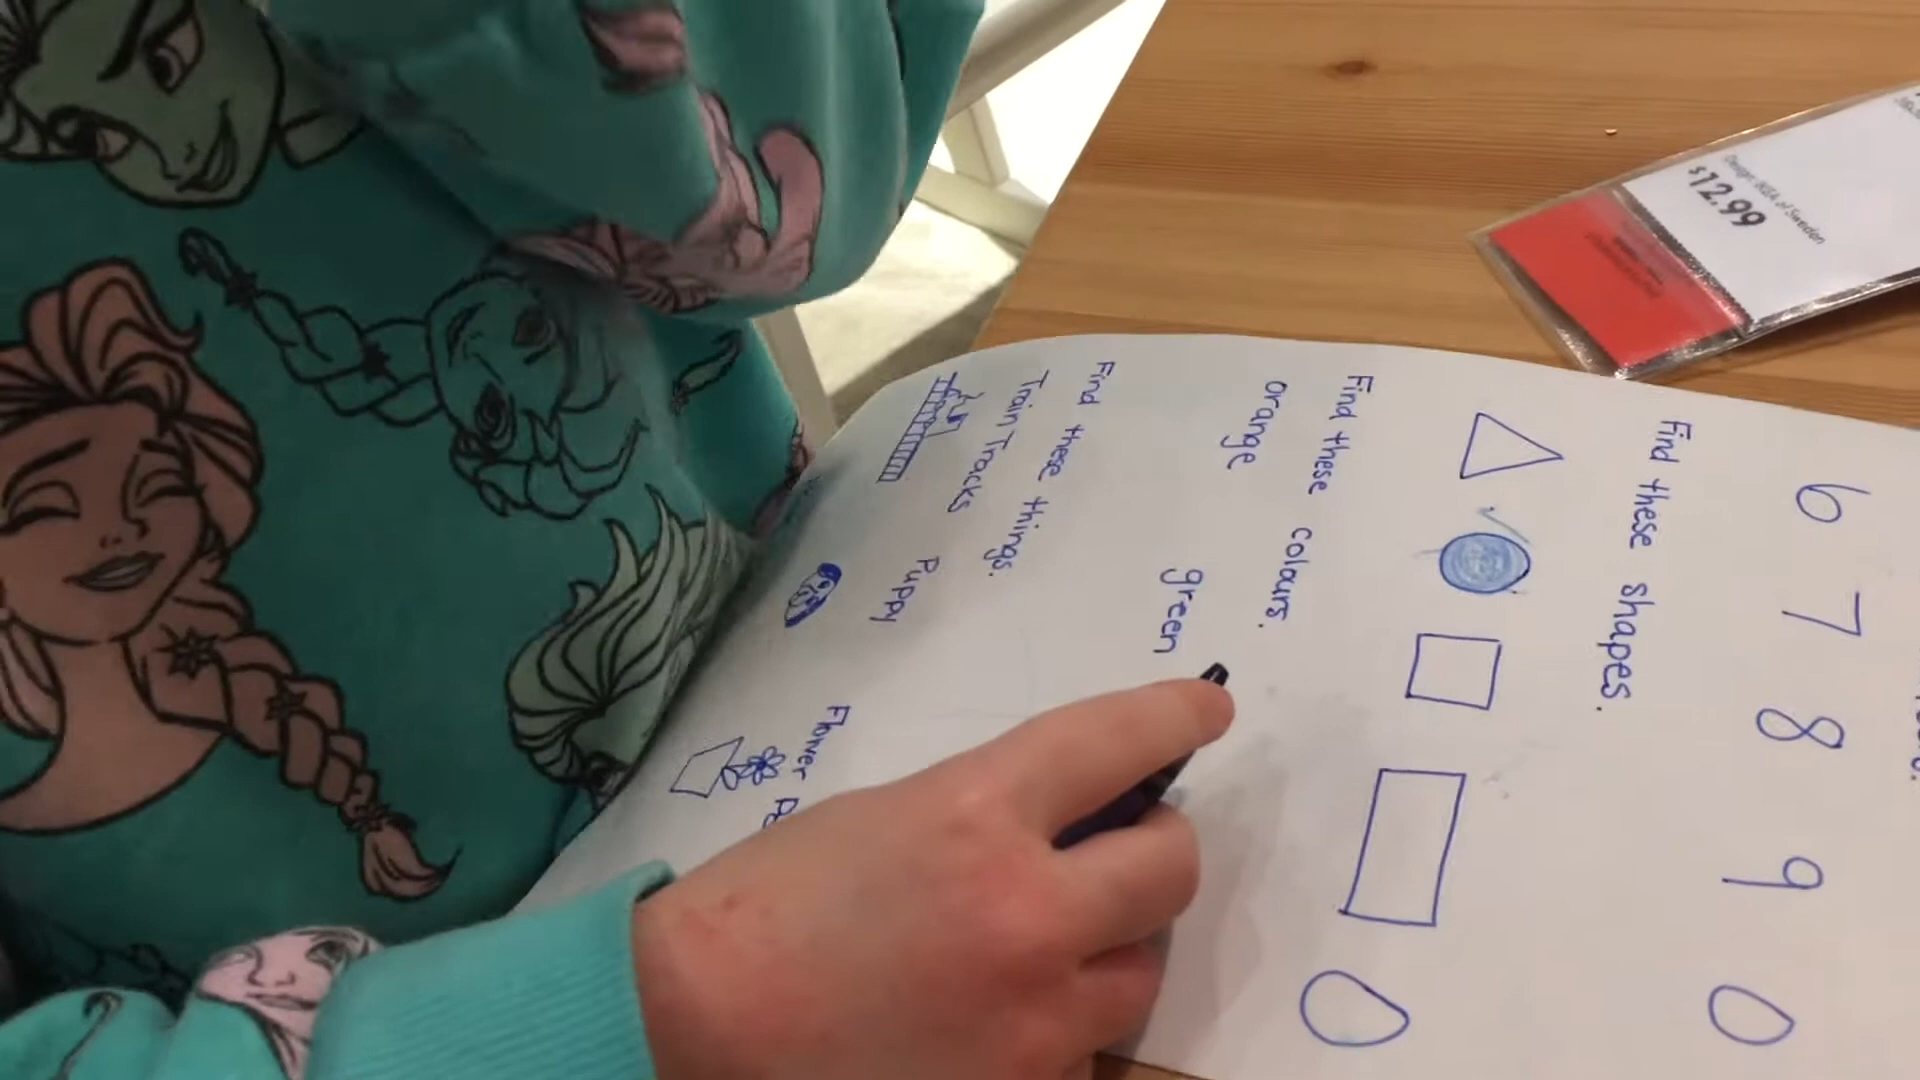 6 7 8 9 0
Find these shapes.
Find these colours.
orange green
Find these things.
Train Tracks Puppy Flower
Design: IKEA of Sweden
$12.99